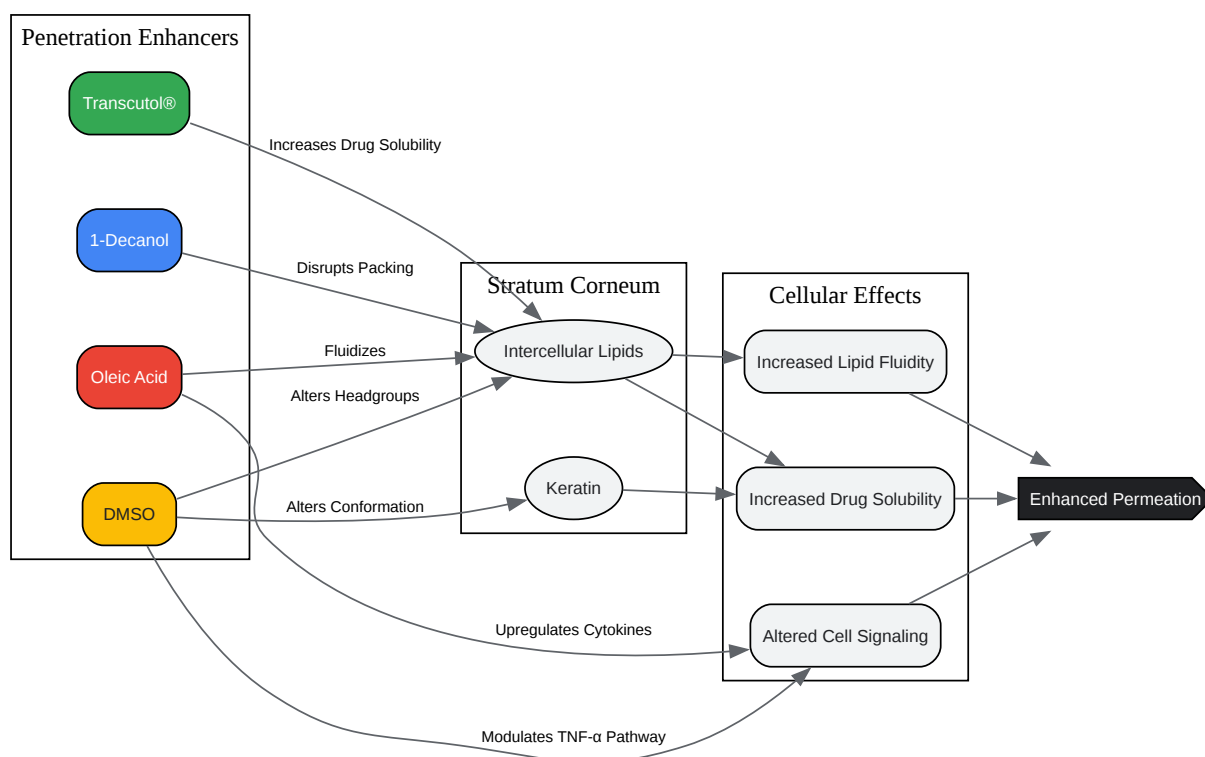 Penetration Enhancers
Transcutol®
Increases Drug Solubility
1-Decanol
Disrupts Packing
Oleic Acid
Fluidizes
Alters Headgroups
DMSO
Alters Conformation
Upregulates Cytokines
Modulates TNF-α Pathway
Stratum Corneum
Intercellular Lipids
Keratin
Cellular Effects
Increased Lipid Fluidity
Increased Drug Solubility
Altered Cell Signaling
Enhanced Permeation